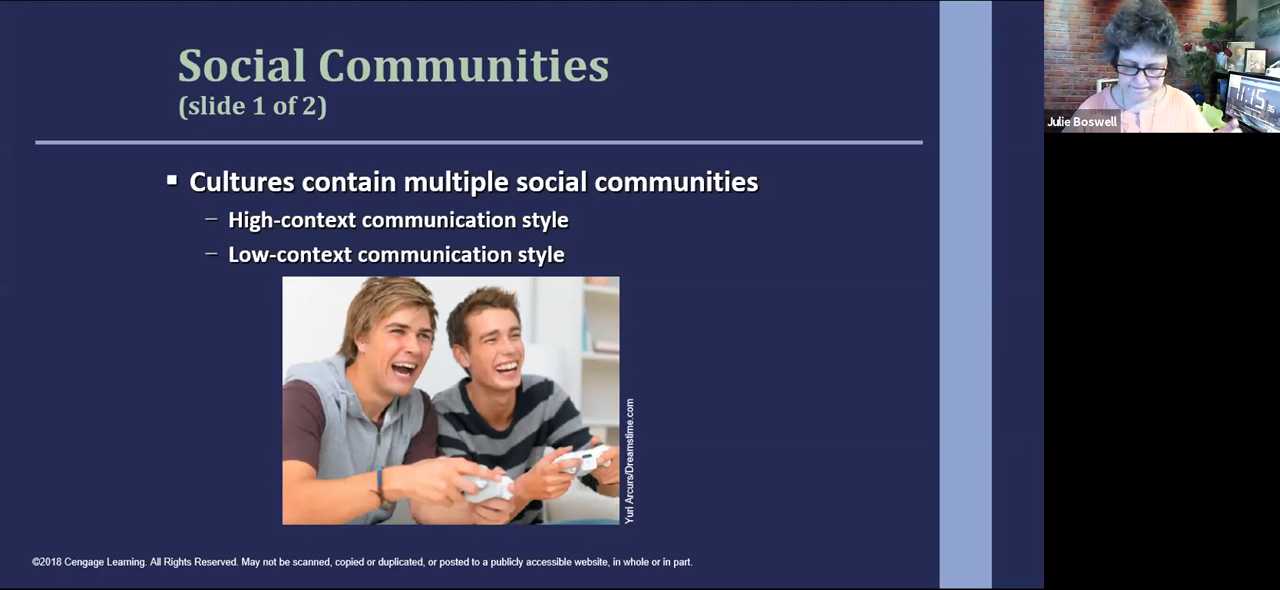 Social Communities
(slide 1 of 2)
Cultures contain multiple social communities
– High-context communication style
– Low-context communication style
Yuri Arcurs/Dreamstime.com
©2018 Cengage Learning. All Rights Reserved. May not be scanned, copied or duplicated, or posted to a publicly accessible website, in whole or in part.
Julie Boswell
1:15